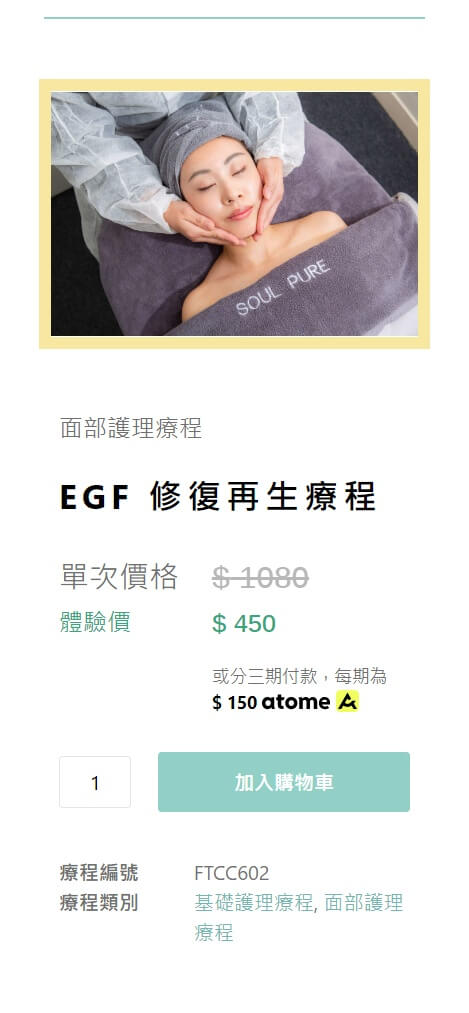 SOUL PURE
面部護理療程
EGF 修復再生療程
單次價格 $ 1080
體驗價 $ 450
或分三期付款，每期為
$ 150 atome
1 加入購物車
療程編號 FTCC602
療程類別 基礎護理療程, 面部護理
療程